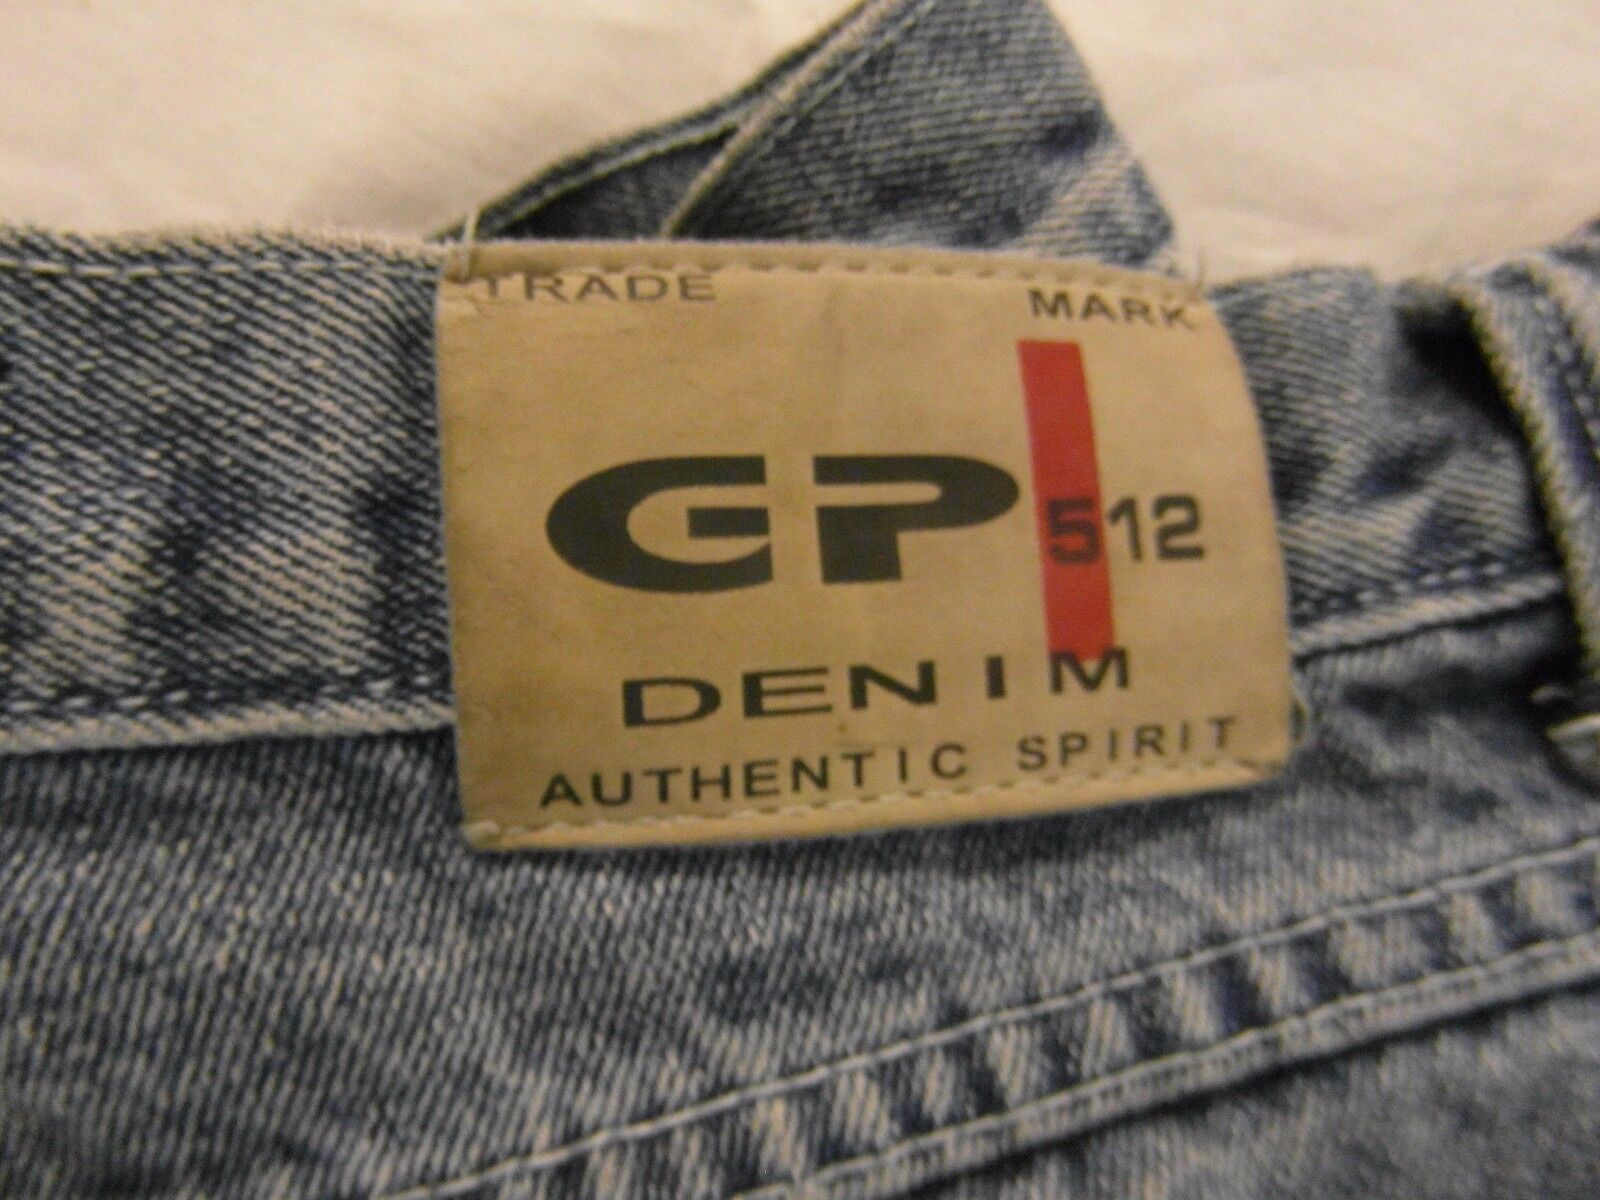 TRADE MARK
GP 512
DENIM
AUTHENTIC SPIRIT